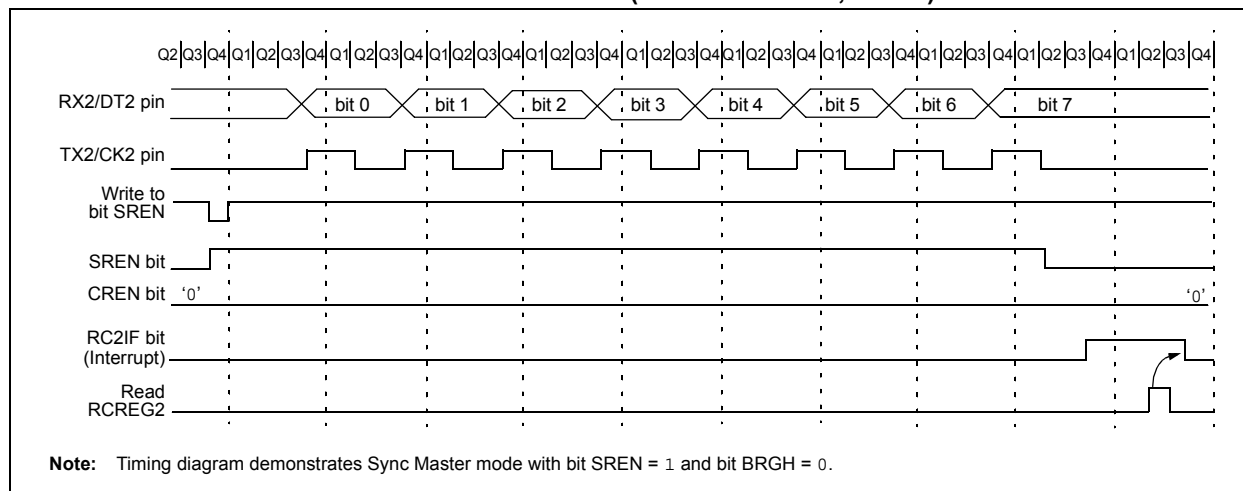 Q2 Q3 Q4 Q1 Q2 Q3 Q4 Q1 Q2 Q3 Q4 Q1 Q2 Q3 Q4 Q1 Q2 Q3 Q4 Q1 Q2 Q3 Q4 Q1 Q2 Q3 Q4 Q1 Q2 Q3 Q4 Q1 Q2 Q3 Q4 Q1 Q2 Q3 Q4 Q1 Q2 Q3 Q4
RX2/DT2 pin bit 0 bit 1 bit 2 bit 3 bit 4 bit 5 bit 6 bit 7
TX2/CK2 pin
Write to
bit SREN
SREN bit
CREN bit ‘0’ ‘0’
RC2IF bit
(Interrupt)
Read
RCREG2
Note: Timing diagram demonstrates Sync Master mode with bit SREN = 1 and bit BRGH = 0.